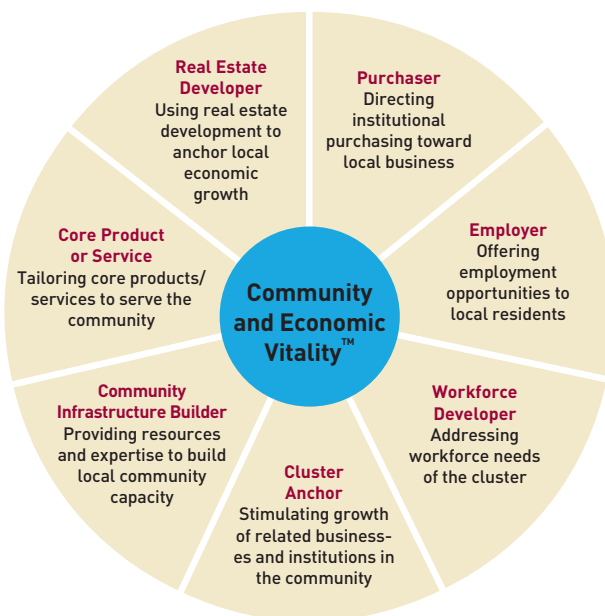 Real Estate
Developer
Using real estate
development to
anchor local
economic
growth
Purchaser
Directing
institutional
purchasing toward
local business
Employer
Offering
employment
opportunities to
local residents
Workforce
Developer
Addressing
workforce needs
of the cluster
Cluster
Anchor
Stimulating growth
of related business-
es and institutions in
the community
Community
Infrastructure Builder
Providing resources
and expertise to build
local community
capacity
Core Product
or Service
Tailoring core products/
services to serve the
community
Community
and Economic
Vitality™